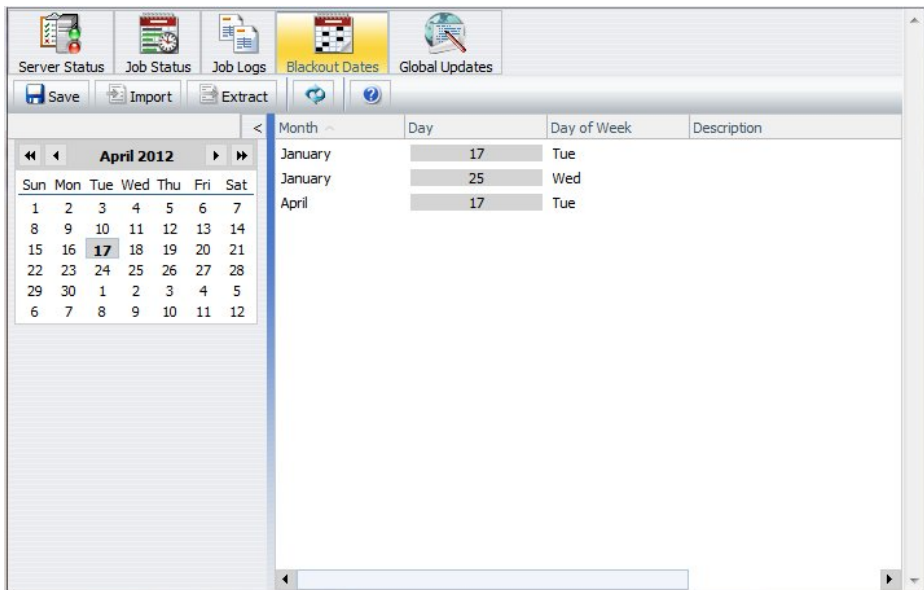 Server Status Job Status Job Logs Blackout Dates Global Updates
Save Import Extract ?
< Month Day Day of Week Description
April 2012
January 17 Tue
January 25 Wed
April 17 Tue
Sun Mon Tue Wed Thu Fri Sat
1 2 3 4 5 6 7
8 9 10 11 12 13 14
15 16 17 18 19 20 21
22 23 24 25 26 27 28
29 30 1 2 3 4 5
6 7 8 9 10 11 12